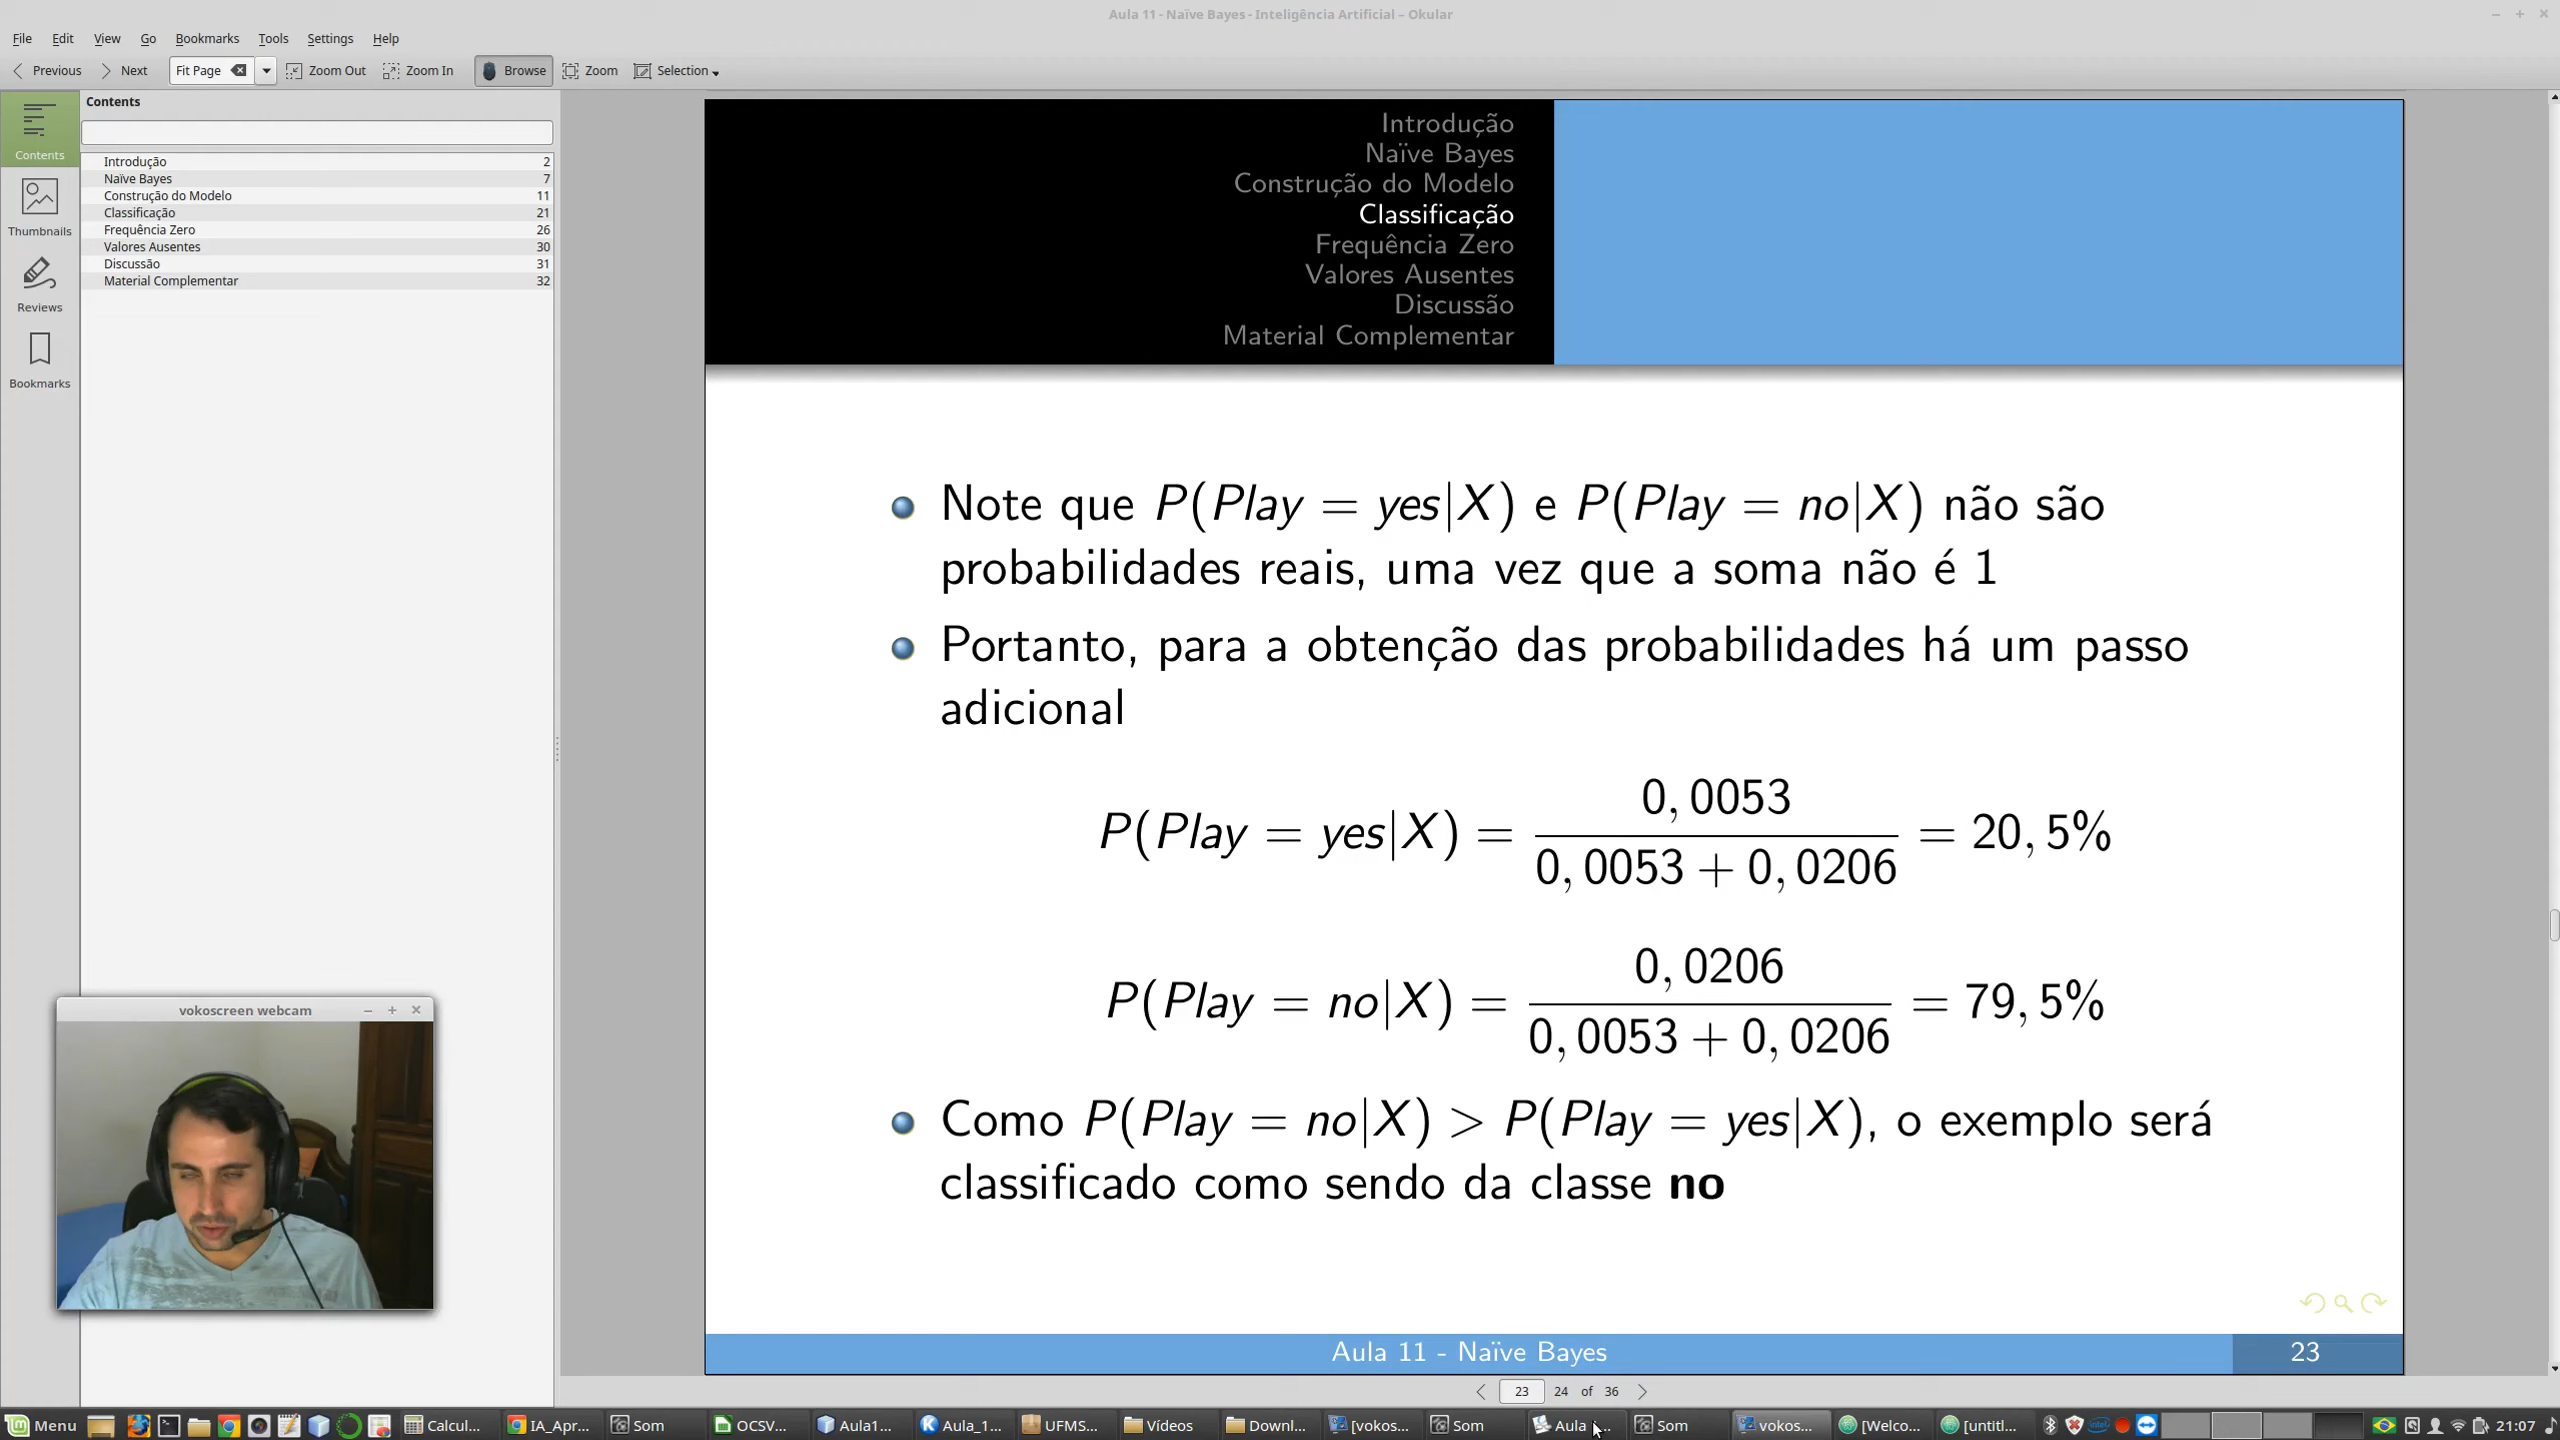 Aula 11 - Naïve Bayes - Inteligência Artificial – Okular
File Edit View Go Bookmarks Tools Settings Help
Previous Next Fit Page Zoom Out Zoom In Browse Zoom Selection
Contents
Contents
Thumbnails
Reviews
Bookmarks
Introdução 2
Naïve Bayes 7
Construção do Modelo 11
Classificação 21
Frequência Zero 26
Valores Ausentes 30
Discussão 31
Material Complementar 32
Introdução
Naïve Bayes
Construção do Modelo
Classificação
Frequência Zero
Valores Ausentes
Discussão
Material Complementar
Note que P(Play = yes|X) e P(Play = no|X) não são
probabilidades reais, uma vez que a soma não é 1
Portanto, para a obtenção das probabilidades há um passo
adicional
P(Play = yes|X) = 0,0053 / 0,0053 + 0,0206 = 20,5%
P(Play = no|X) = 0,0206 / 0,0053 + 0,0206 = 79,5%
Como P(Play = no|X) > P(Play = yes|X), o exemplo será
classificado como sendo da classe no
Aula 11 - Naïve Bayes 23
23 24 of 36
vokoscreen webcam
Menu Calcul... IA_Apr... Som OCSV... Aula1... Aula_1... UFMS... Vídeos Downl... [vokos... Som Aula ... Som vokos... [Welco... [untitl... 21:07